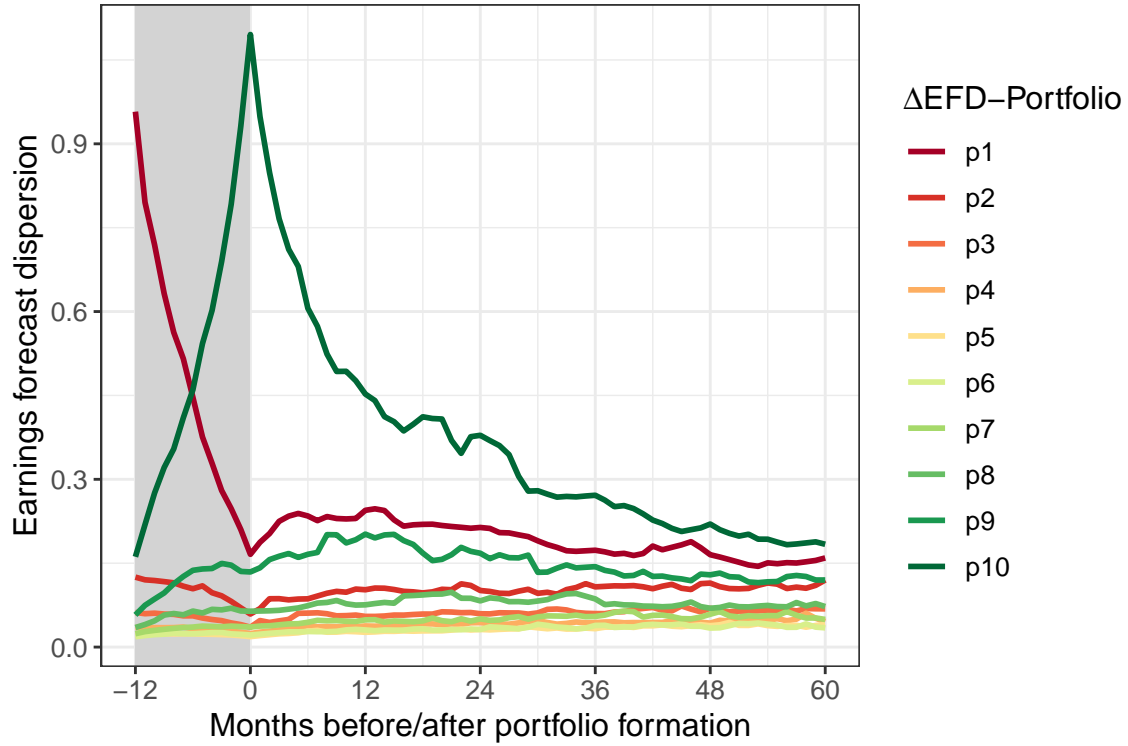 0.9
0.6
0.3
0.0
Earnings forecast dispersion
−12 0 12 24 36 48 60
Months before/after portfolio formation
ΔEFD−Portfolio
p1
p2
p3
p4
p5
p6
p7
p8
p9
p10